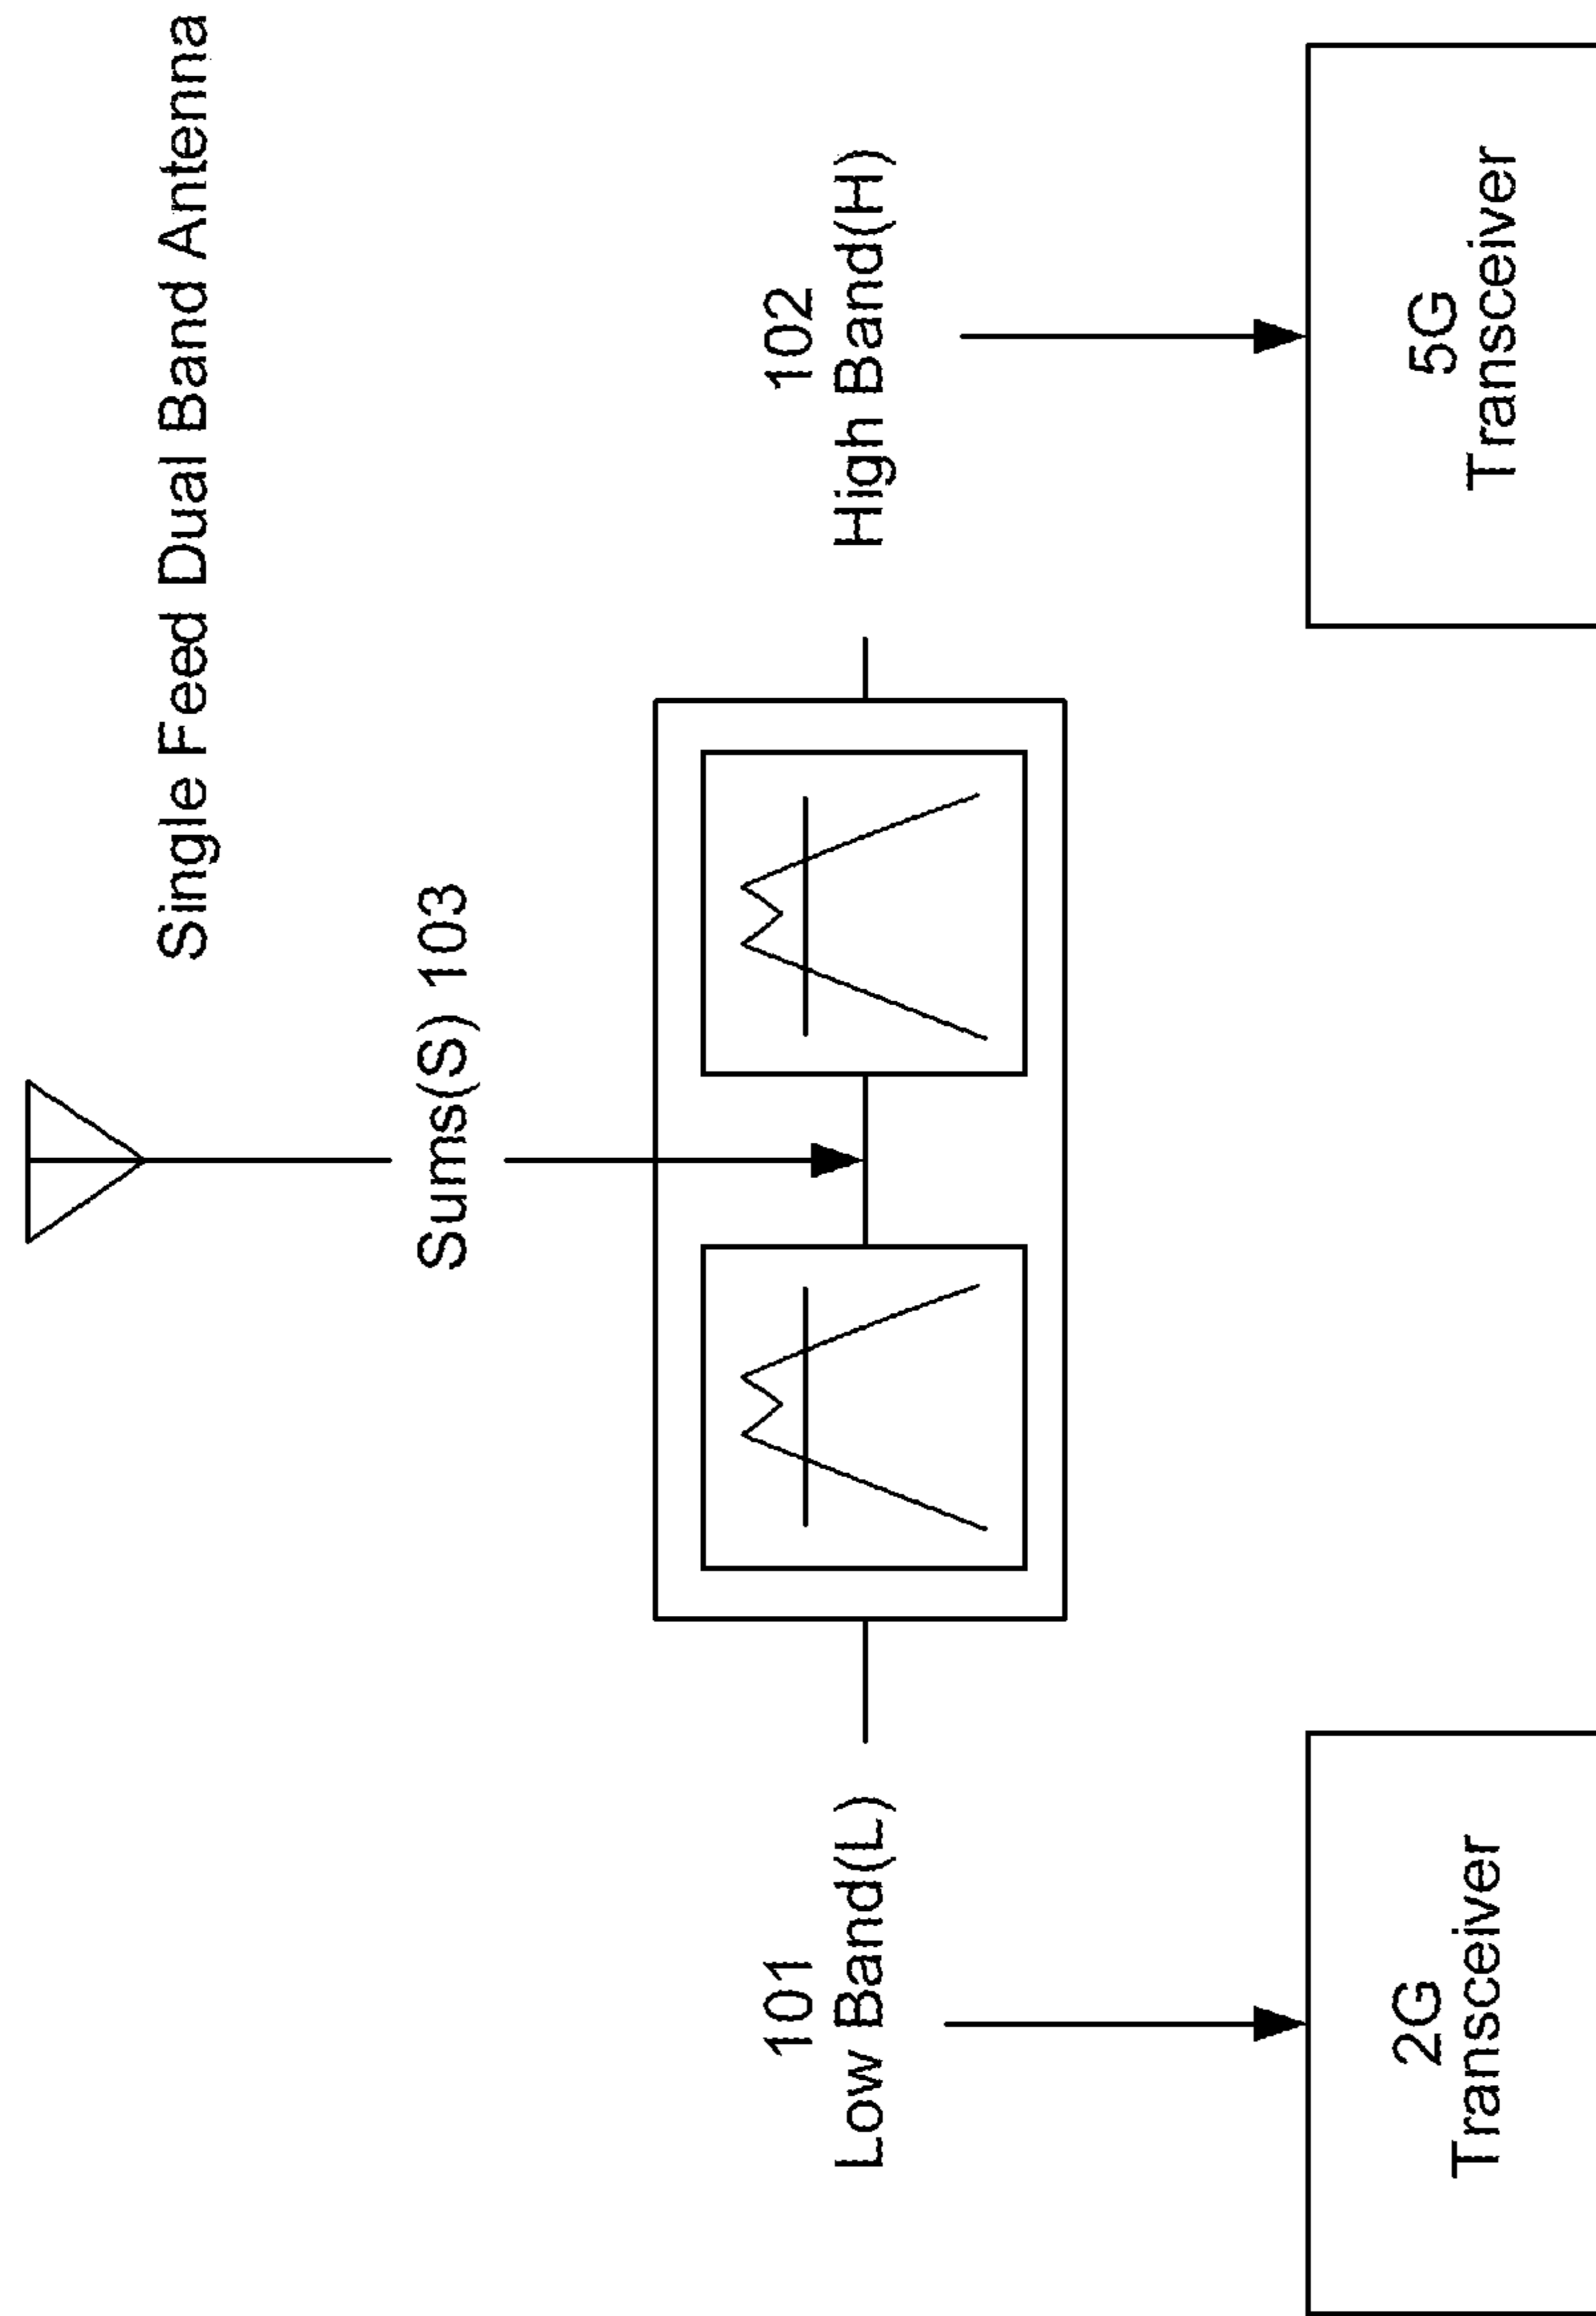 Single Feed Dual Band Antenna
Sums(S) 103
101
Low Band(L)
102
High Band(H)
2G
Transceiver
5G
Transceiver